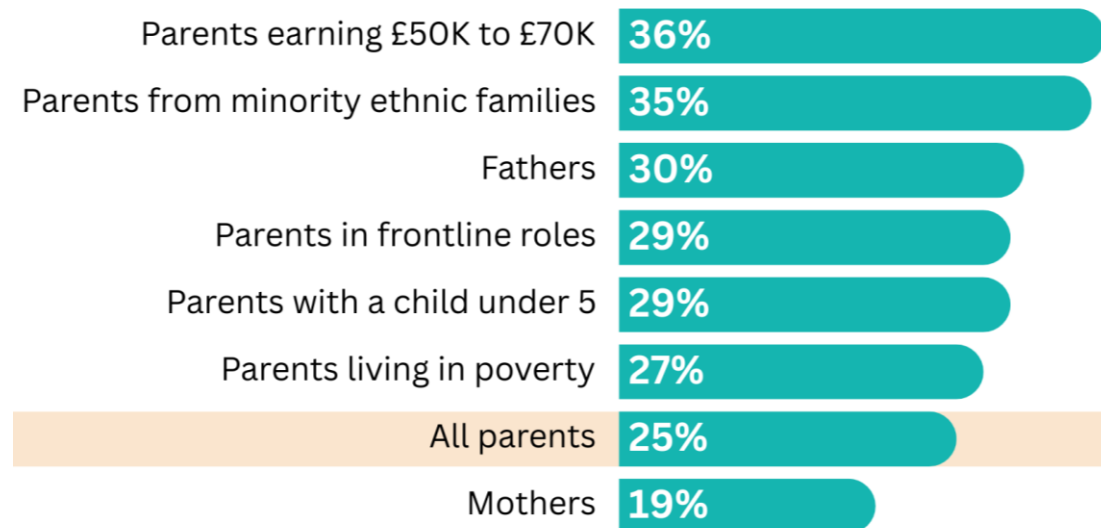 Parents earning £50K to £70K 36%
Parents from minority ethnic families 35%
Fathers 30%
Parents in frontline roles 29%
Parents with a child under 5 29%
Parents living in poverty 27%
All parents 25%
Mothers 19%